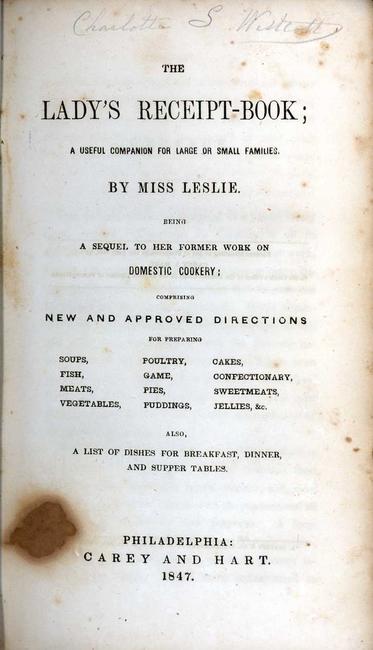 Charlotte S
THE
LADY'S RECEIPT-BOOK;
A USEFUL COMPANION FOR LARGE OR SMALL FAMILIES.
BY MISS LESLIE.
BEING
A SEQUEL TO HER FORMER WORK ON
DOMESTIC COOKERY;
COMPRISING
NEW AND APPROVED DIRECTIONS
FOR PREPARING
SOUPS, POULTRY, CAKES,
FISH, GAME, CONFECTIONARY,
MEATS, PIES, SWEETMEATS,
VEGETABLES, PUDDINGS, JELLIES, &c.
ALSO,
A LIST OF DISHES FOR BREAKFAST, DINNER,
AND SUPPER TABLES.
PHILADELPHIA:
CAREY AND HART.
1847.